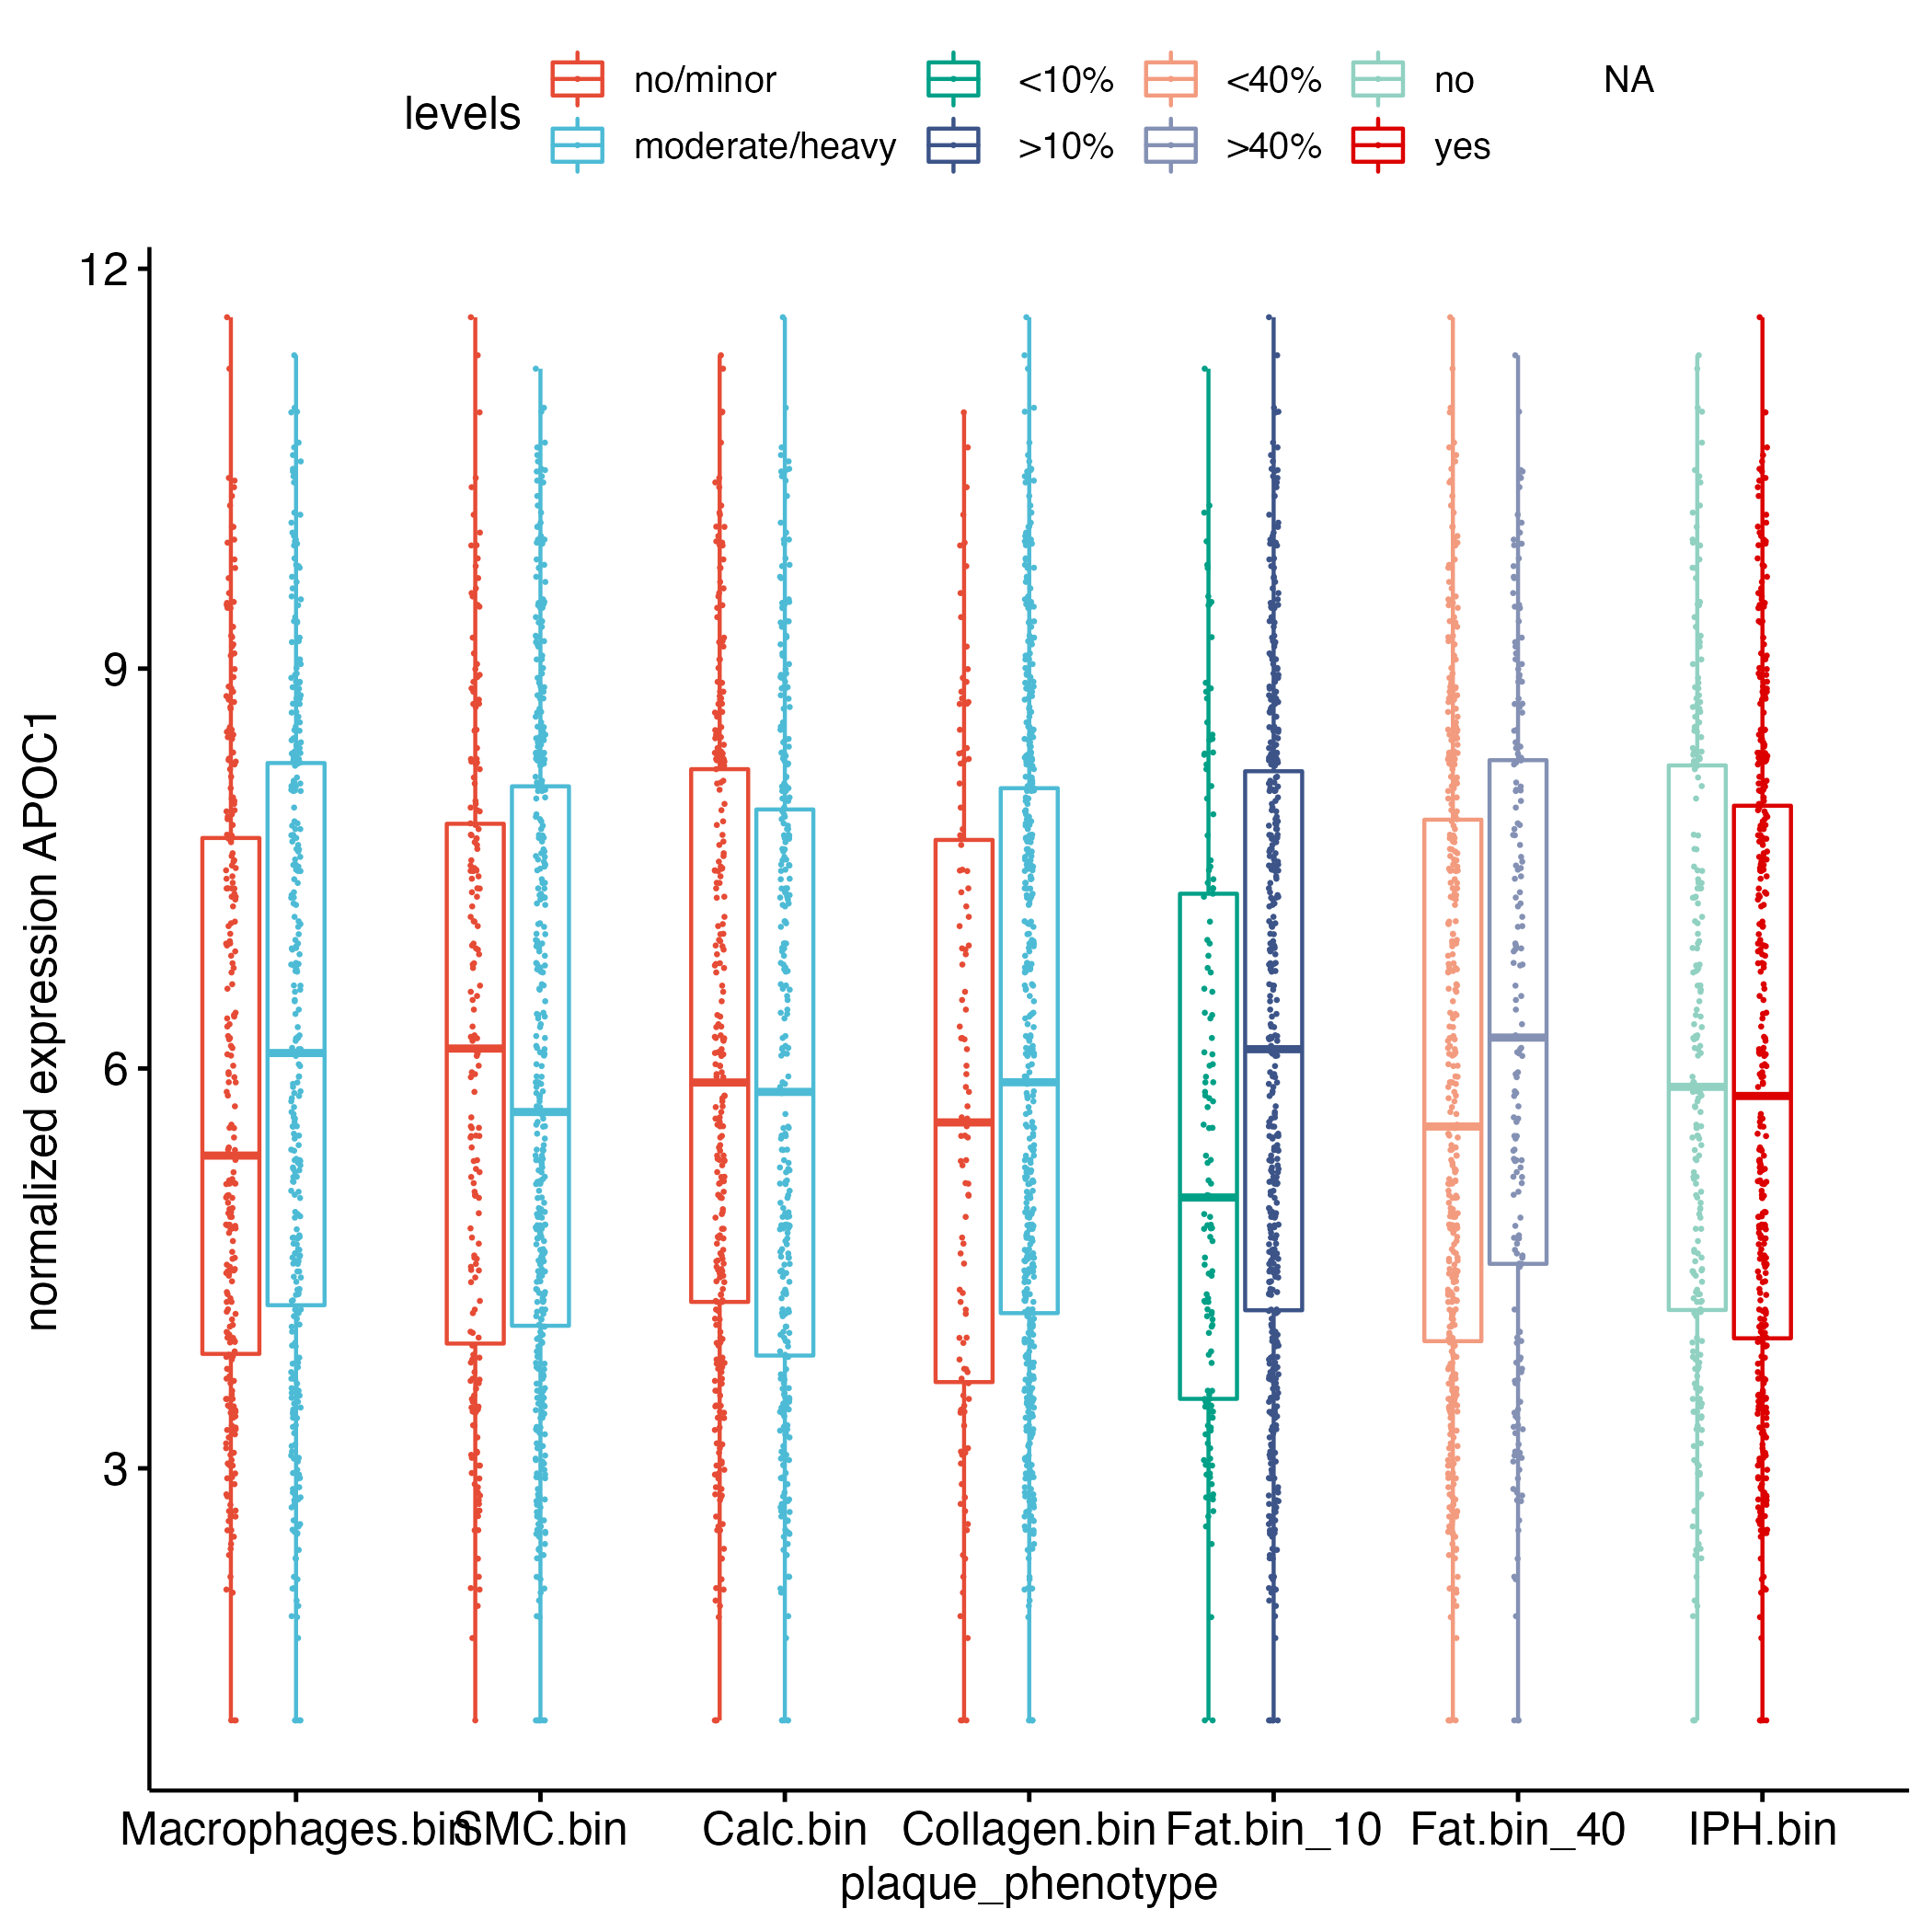 levels
no/minor <10% <40% no NA
moderate/heavy >10% >40% yes
12
9
6
3
normalized expression APOC1
Macrophages.bin SMC.bin Calc.bin Collagen.bin Fat.bin_10 Fat.bin_40 IPH.bin
plaque_phenotype